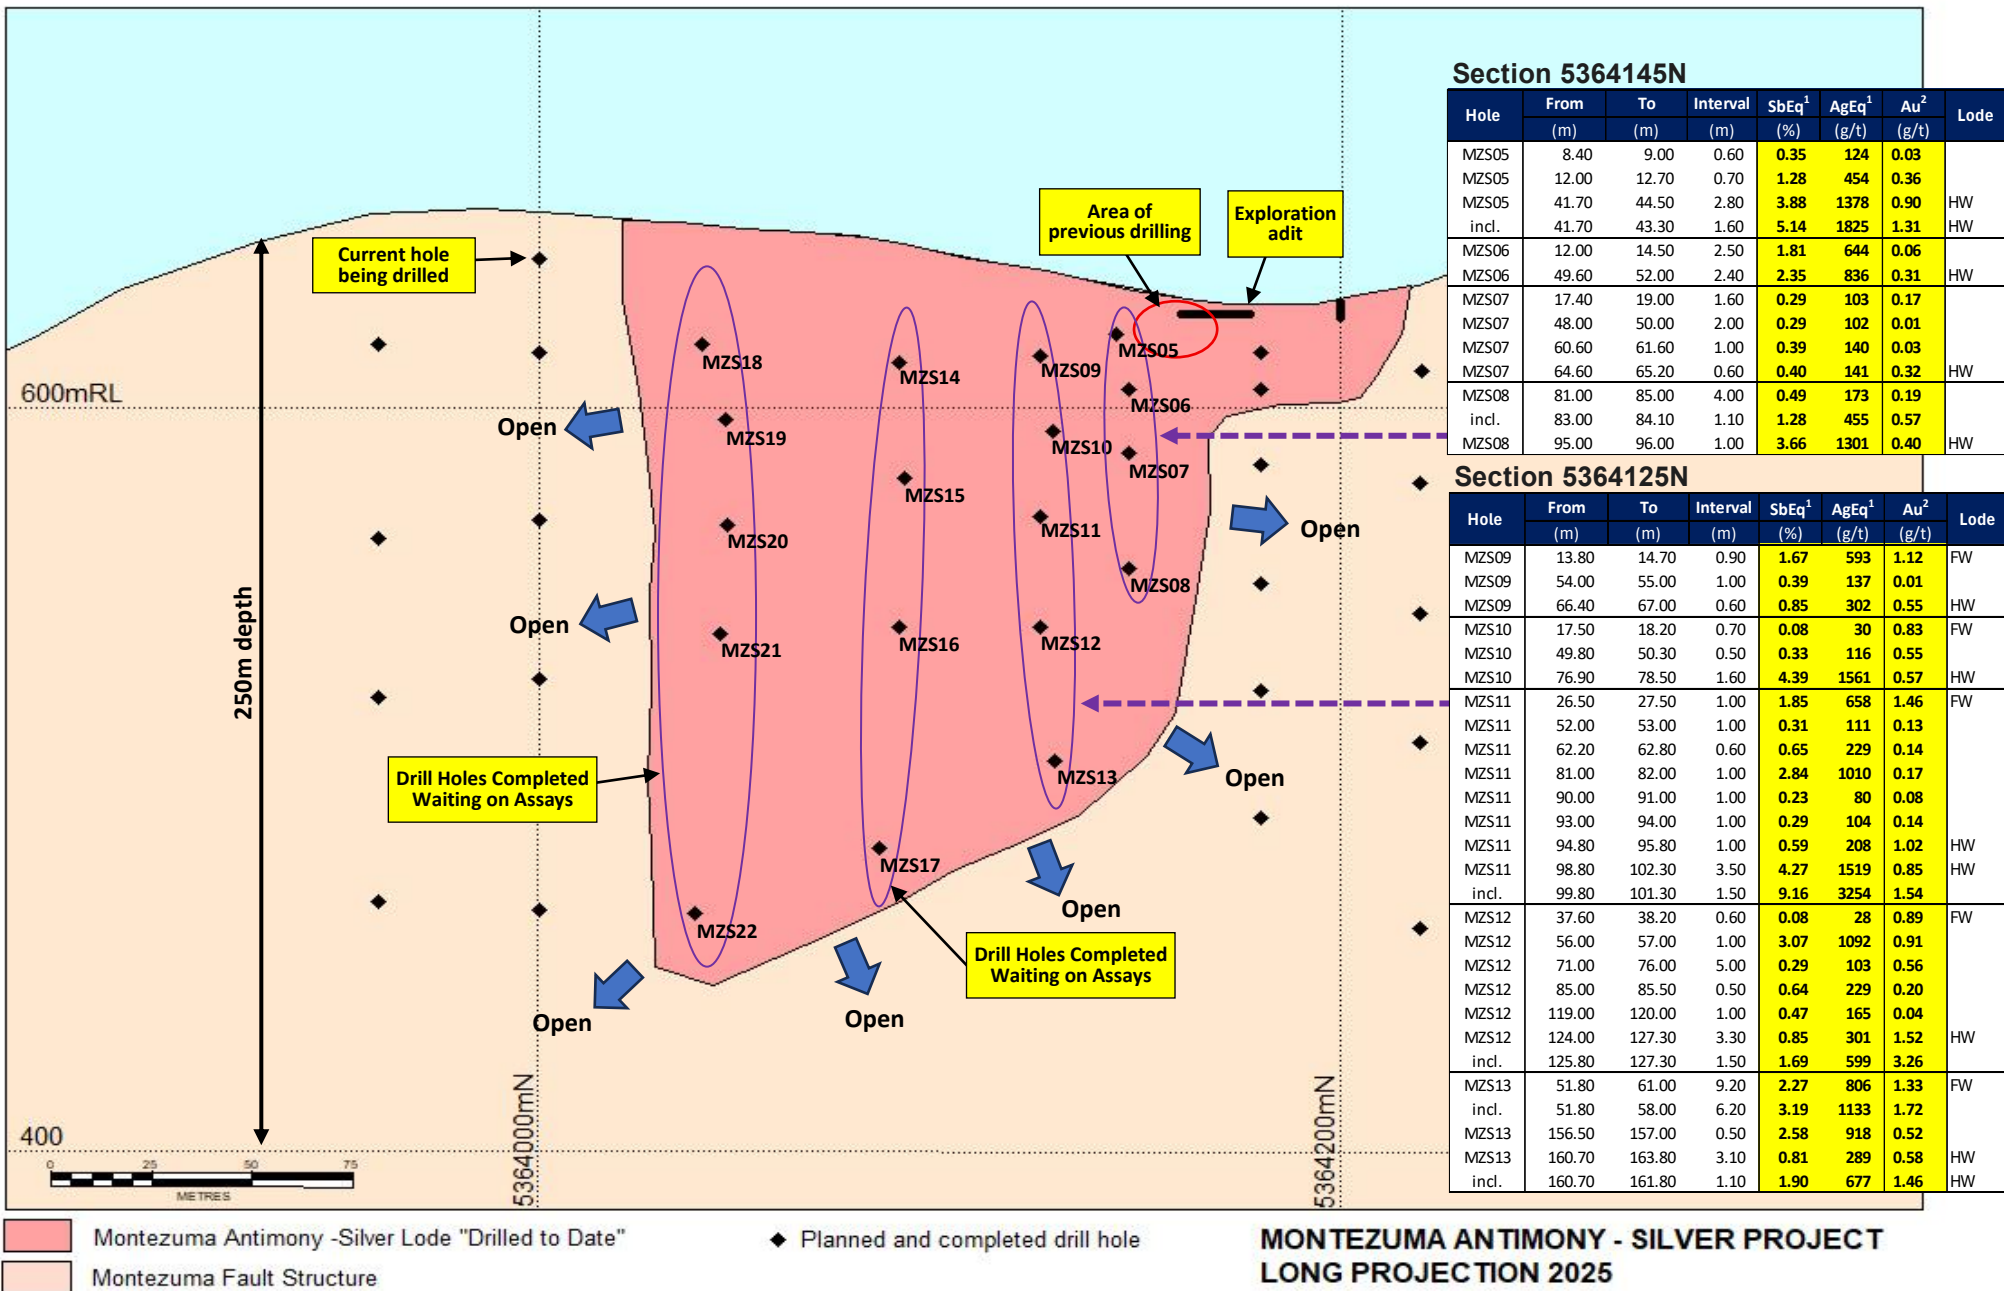 Section 5364145N
Hole From To Interval SbEq¹ AgEq¹ Au² Lode
(m) (m) (m) (%) (g/t) (g/t)
MZS05 8.40 9.00 0.60 0.35 124 0.03
MZS05 12.00 12.70 0.70 1.28 454 0.36
MZS05 41.70 44.50 2.80 3.88 1378 0.90 HW
incl. 41.70 43.30 1.60 5.14 1825 1.31 HW
MZS06 12.00 14.50 2.50 1.81 644 0.06
MZS06 49.60 52.00 2.40 2.35 836 0.31 HW
MZS07 17.40 19.00 1.60 0.29 103 0.17
MZS07 48.00 50.00 2.00 0.29 102 0.01
MZS07 60.60 61.60 1.00 0.39 140 0.03
MZS07 64.60 65.20 0.60 0.40 141 0.32 HW
MZS08 81.00 85.00 4.00 0.49 173 0.19
incl. 83.00 84.10 1.10 1.28 455 0.57
MZS08 95.00 96.00 1.00 3.66 1301 0.40 HW
Section 5364125N
Hole From To Interval SbEq¹ AgEq¹ Au² Lode
(m) (m) (m) (%) (g/t) (g/t)
MZS09 13.80 14.70 0.90 1.67 593 1.12 FW
MZS09 54.00 55.00 1.00 0.39 137 0.01
MZS09 66.40 67.00 0.60 0.85 302 0.55 HW
MZS10 17.50 18.20 0.70 0.08 30 0.83 FW
MZS10 49.80 50.30 0.50 0.33 116 0.55
MZS10 76.90 78.50 1.60 4.39 1561 0.57 HW
MZS11 26.50 27.50 1.00 1.85 658 1.46 FW
MZS11 52.00 53.00 1.00 0.31 111 0.13
MZS11 62.20 62.80 0.60 0.65 229 0.14
MZS11 81.00 82.00 1.00 2.84 1010 0.17
MZS11 90.00 91.00 1.00 0.23 80 0.08
MZS11 93.00 94.00 1.00 0.29 104 0.14
MZS11 94.80 95.80 1.00 0.59 208 1.02 HW
MZS11 98.80 102.30 3.50 4.27 1519 0.85 HW
incl. 99.80 101.30 1.50 9.16 3254 1.54
MZS12 37.60 38.20 0.60 0.08 28 0.89 FW
MZS12 56.00 57.00 1.00 3.07 1092 0.91
MZS12 71.00 76.00 5.00 0.29 103 0.56
MZS12 85.00 85.50 0.50 0.64 229 0.20
MZS12 119.00 120.00 1.00 0.47 165 0.04
MZS12 124.00 127.30 3.30 0.85 301 1.52 HW
incl. 125.80 127.30 1.50 1.69 599 3.26
MZS13 51.80 61.00 9.20 2.27 806 1.33 FW
incl. 51.80 58.00 6.20 3.19 1133 1.72
MZS13 156.50 157.00 0.50 2.58 918 0.52
MZS13 160.70 163.80 3.10 0.81 289 0.58 HW
incl. 160.70 161.80 1.10 1.90 677 1.46 HW
Area of
previous drilling
Exploration
adit
Current hole
being drilled
MZS05
MZS18
MZS14
MZS09
600mRL
MZS06
Open
MZS19
MZS10
MZS07
MZS15
MZS11
Open
MZS20
MZS08
Open
MZS21
MZS16
MZS12
250m depth
Drill Holes Completed
Waiting on Assays
MZS13
Open
MZS17
Open
MZS22
Drill Holes Completed
Waiting on Assays
Open
Open
400
5364000mN
5364200mN
0 25 50 75
METRES
Montezuma Antimony -Silver Lode "Drilled to Date"
Planned and completed drill hole
Montezuma Fault Structure
MONTEZUMA ANTIMONY - SILVER PROJECT
LONG PROJECTION 2025